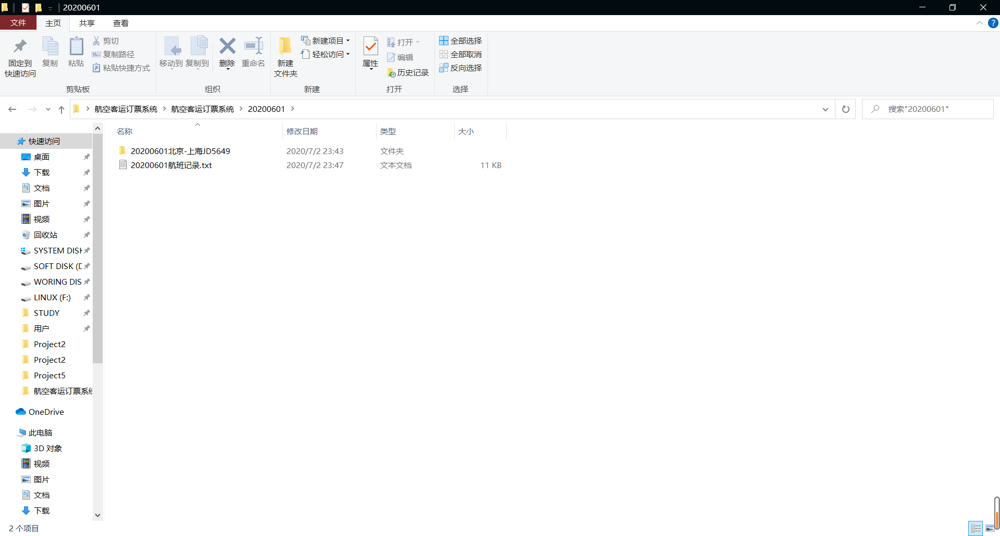 20200601
文件 主页 共享 查看
固定到
快速访问
复制
粘贴
剪切
复制路径
粘贴快捷方式
剪贴板
移动到 复制到
删除 重命名
组织
新建
文件夹
新建项目
轻松访问
新建
属性
打开
编辑
历史记录
打开
全部选择
全部取消
反向选择
选择
航空客运订票系统 航空客运订票系统 20200601
搜索"20200601"
名称 修改日期 类型 大小
20200601北京-上海JD5649 2020/7/2 23:43 文件夹
20200601航班记录.txt 2020/7/2 23:47 文本文档 11 KB
快速访问
桌面
下载
文档
图片
视频
回收站
SYSTEM DISK
SOFT DISK (D
WORING DIS
LINUX (F:)
STUDY
用户
Project2
Project2
Project5
航空客运订票系统
OneDrive
此电脑
3D 对象
视频
图片
文档
下载
2 个项目